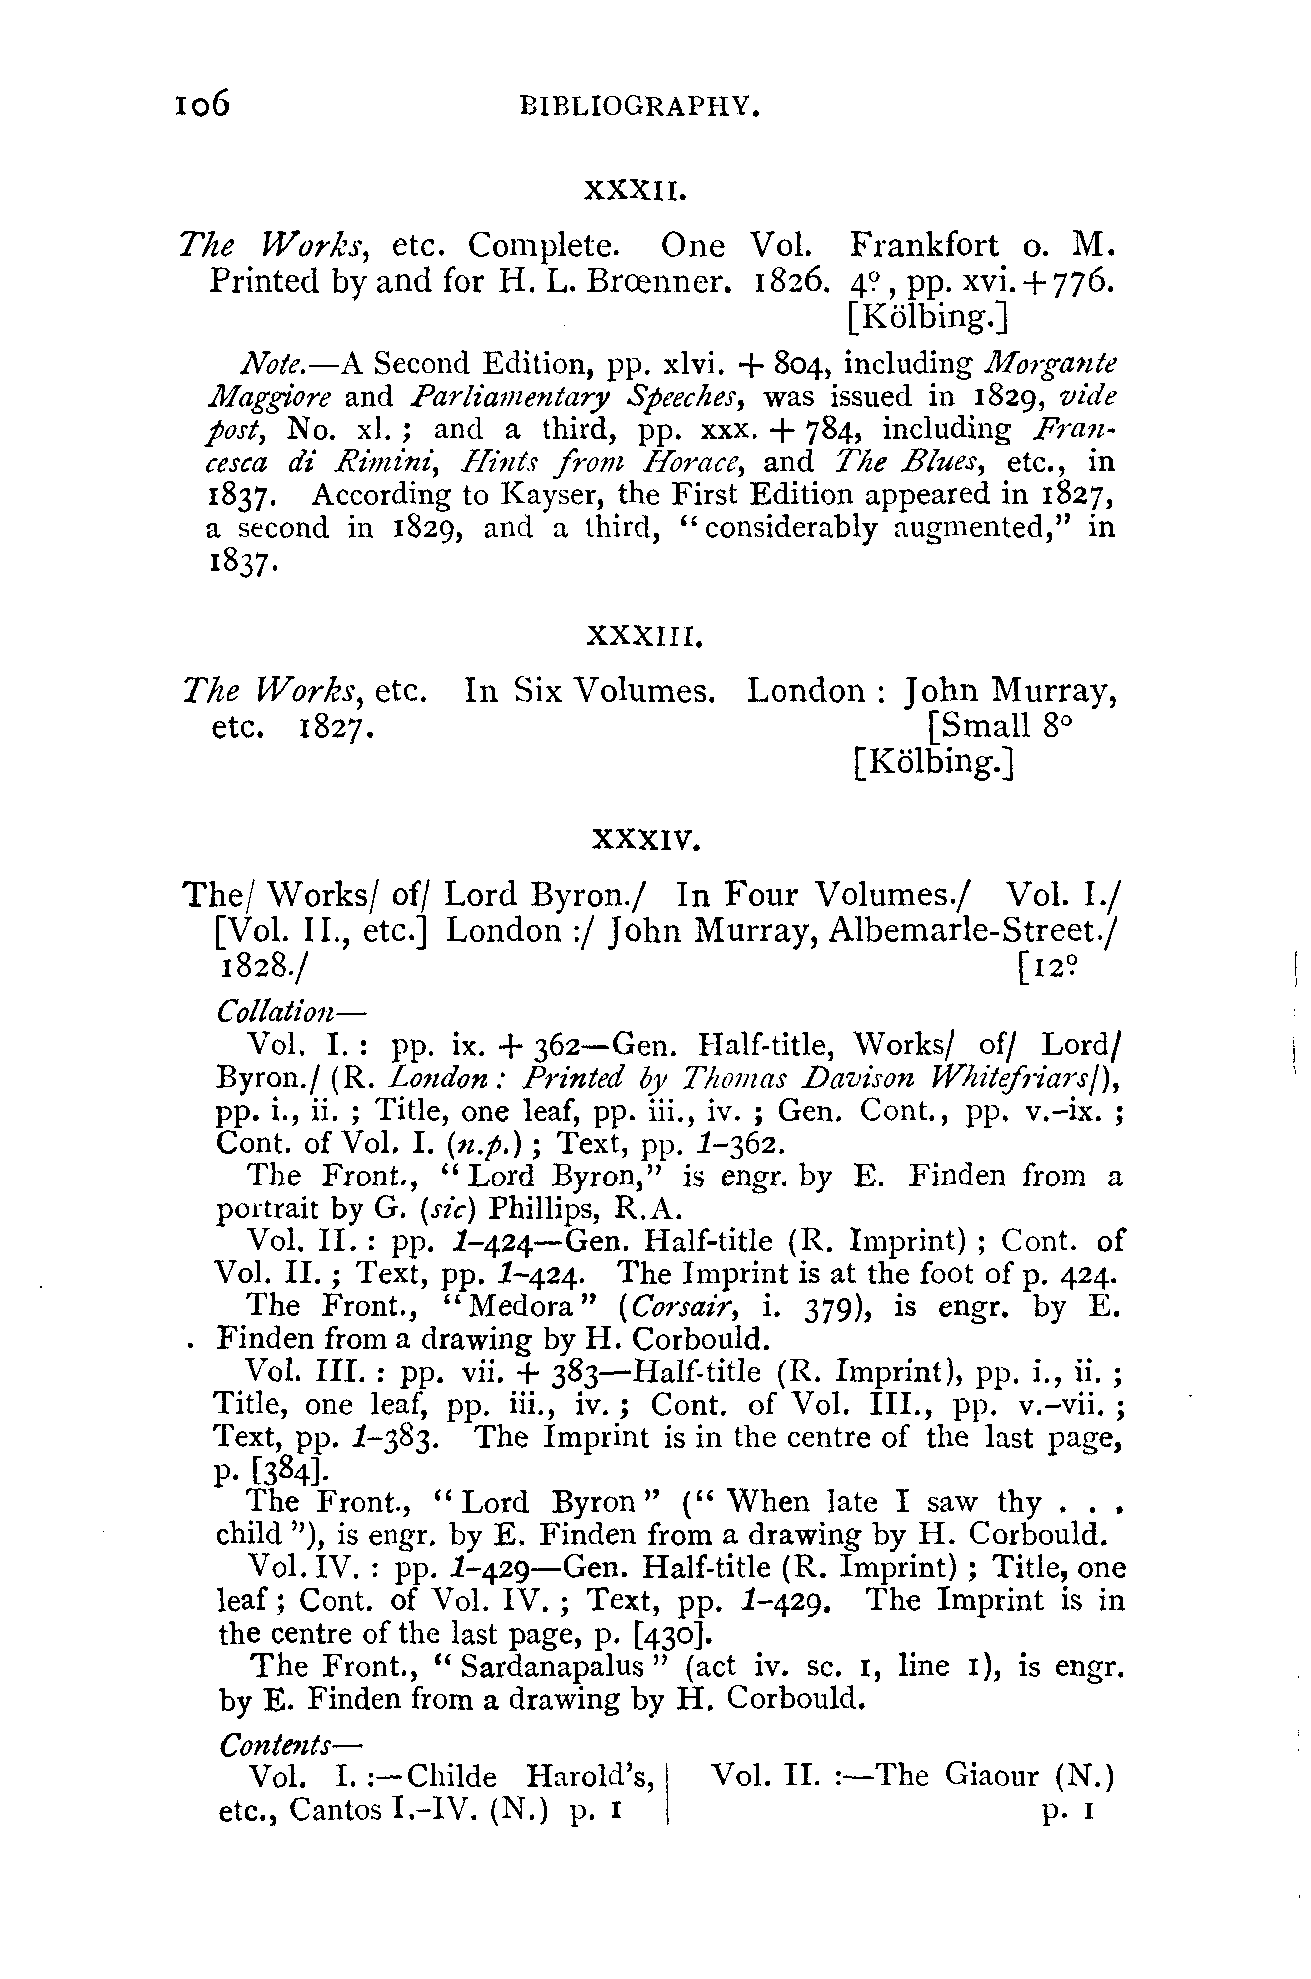 106 BIBLIOGRAPHY.
XXXII.
The Works, etc. Complete. One Vol. Frankfort o. M.
Printed by and for H. L. Brœnner. 1826. 4º, pp. xvi.+776.
[Kölbing.]
Note.—A Second Edition, pp. xlvi. + 804, including Morgante
Maggiore and Parliamentary Speeches, was issued in 1829, vide
post, No. xl. ; and a third, pp. xxx. + 784, including Fran-
cesca di Rimini, Hints from Horace, and The Blues, etc., in
1837. According to Kayser, the First Edition appeared in 1827,
a second in 1829, and a third, "considerably augmented," in
1837.
XXXIII.
The Works, etc. In Six Volumes. London : John Murray,
etc. 1827. [Small 8º
[Kölbing.]
XXXIV.
The/ Works/ of/ Lord Byron./ In Four Volumes./ Vol. I./
[Vol. II., etc.] London :/ John Murray, Albemarle-Street./
1828./ [12º
Collation—
Vol. I. : pp. ix. + 362—Gen. Half-title, Works/ of/ Lord/
Byron./ (R. London : Printed by Thomas Davison Whitefriars/),
pp. i., ii. ; Title, one leaf, pp. iii., iv. ; Gen. Cont., pp. v.–ix. ;
Cont. of Vol. I. (n.p.) ; Text, pp. 1–362.
The Front., "Lord Byron," is engr. by E. Finden from a
portrait by G. (sic) Phillips, R.A.
Vol. II. : pp. 1–424—Gen. Half-title (R. Imprint) ; Cont. of
Vol. II. ; Text, pp. 1–424. The Imprint is at the foot of p. 424.
The Front., "Medora" (Corsair, i. 379), is engr. by E.
Finden from a drawing by H. Corbould.
Vol. III. : pp. vii. + 383—Half-title (R. Imprint), pp. i., ii. ;
Title, one leaf, pp. iii., iv. ; Cont. of Vol. III., pp. v.–vii. ;
Text, pp. 1–383. The Imprint is in the centre of the last page,
p. [384].
The Front., "Lord Byron" ("When late I saw thy . . .
child"), is engr. by E. Finden from a drawing by H. Corbould.
Vol. IV. : pp. 1–429—Gen. Half-title (R. Imprint) ; Title, one
leaf ; Cont. of Vol. IV. ; Text, pp. 1–429. The Imprint is in
the centre of the last page, p. [430].
The Front., "Sardanapalus" (act iv. sc. 1, line 1), is engr.
by E. Finden from a drawing by H. Corbould.
Contents—
Vol. I. :—Childe Harold's,
etc., Cantos I.–IV. (N.) p. 1
Vol. II. :—The Giaour (N.)
p. 1